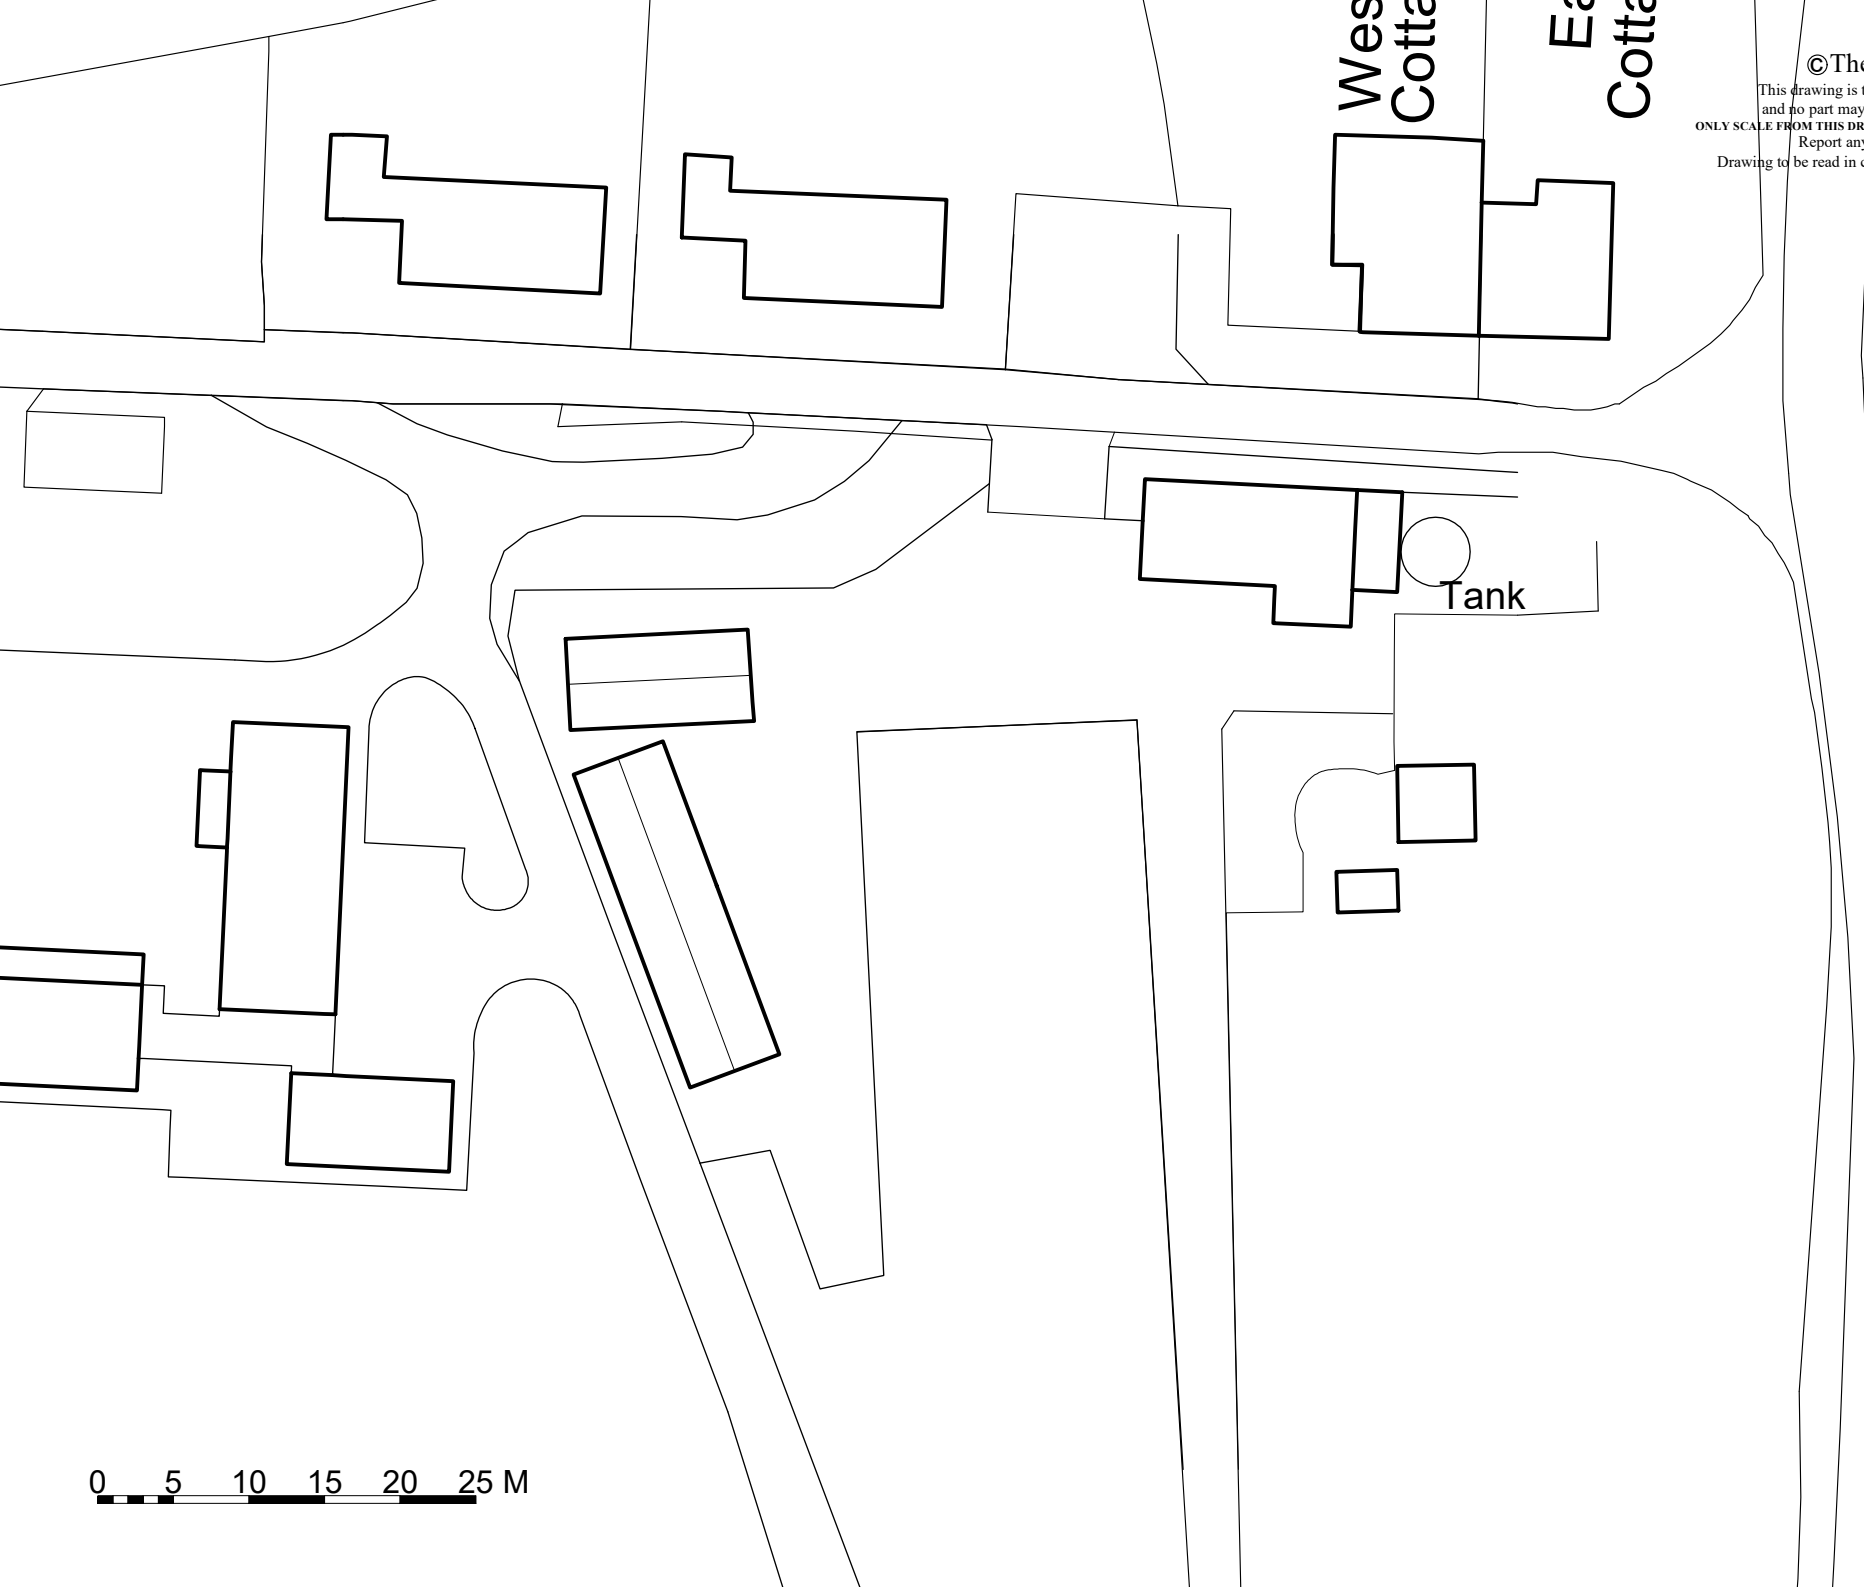 Wes
Cotta
Ea
Cotta
©The
This drawing is
and no part may
ONLY SCALE FROM THIS DR
Report any
Drawing to be read in
Tank
0 5 10 15 20 25 M